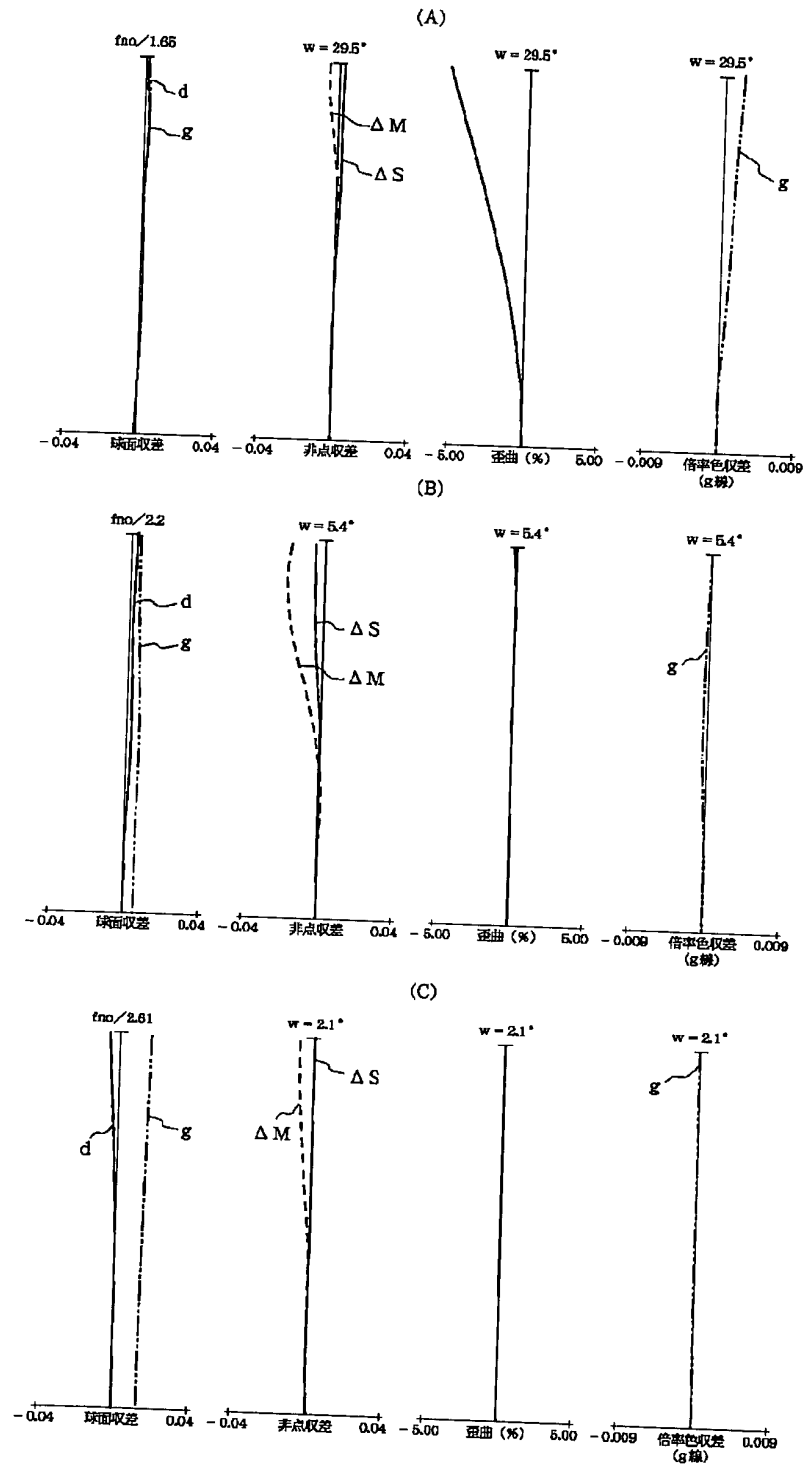 (A)
fno/1.65
d
g
-0.04 球面収差 0.04
w = 29.5°
ΔM
ΔS
-0.04 非点収差 0.04
w = 29.5°
-5.00 歪曲 (%) 5.00
w = 29.5°
g
-0.009 倍率色収差 0.009
(g線)
(B)
fno/2.2
d
g
-0.04 球面収差 0.04
w = 5.4°
ΔS
ΔM
-0.04 非点収差 0.04
w = 5.4°
-5.00 歪曲 (%) 5.00
w = 5.4°
g
-0.009 倍率色収差 0.009
(g線)
(C)
fno/2.61
d
g
-0.04 球面収差 0.04
w = 2.1°
ΔS
ΔM
-0.04 非点収差 0.04
w = 2.1°
-5.00 歪曲 (%) 5.00
w = 2.1°
g
-0.009 倍率色収差 0.009
(g線)